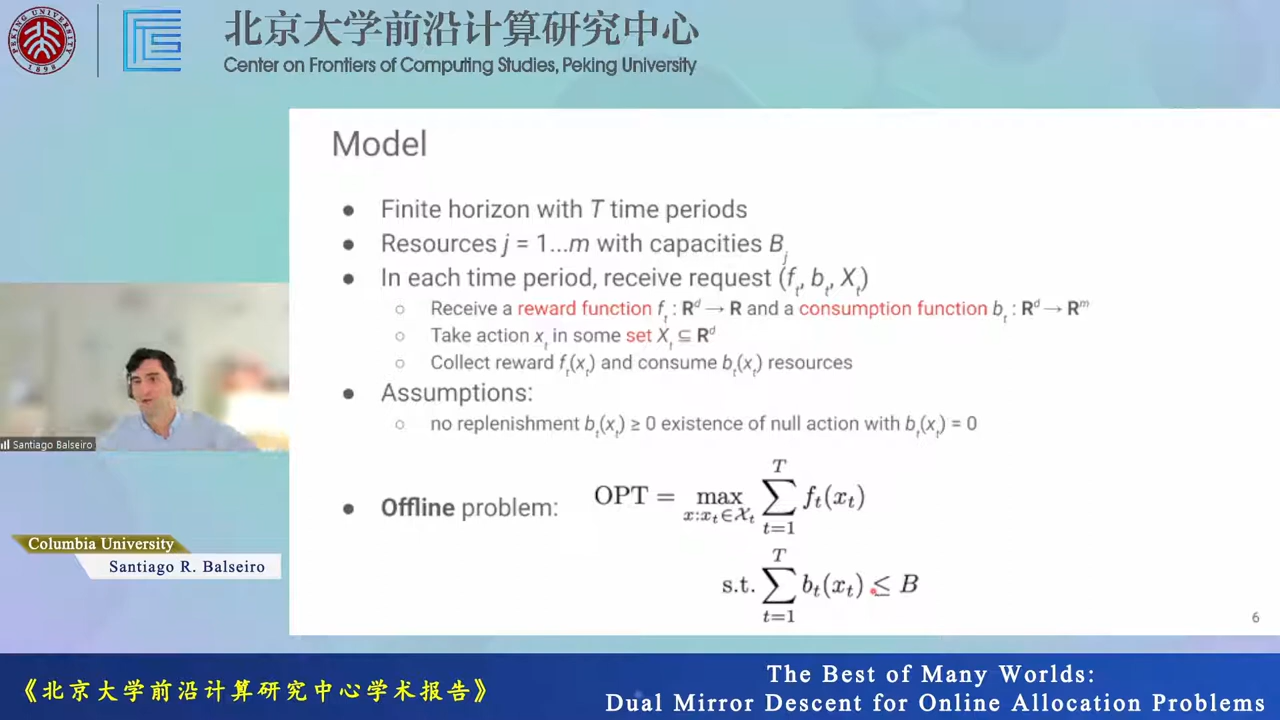 PEKING UNIVERSITY
1898
北京大学前沿计算研究中心
Center on Frontiers of Computing Studies, Peking University
Model
● Finite horizon with T time periods
● Resources j = 1...m with capacities B_j
● In each time period, receive request (f_t, b_t, X_t)
○ Receive a reward function f_t : R^d → R and a consumption function b_t : R^d → R^m
○ Take action x_t in some set X_t ⊆ R^d
○ Collect reward f_t(x_t) and consume b_t(x_t) resources
● Assumptions:
○ no replenishment b_t(x_t) ≥ 0 existence of null action with b_t(x_t) = 0
● Offline problem: OPT = max_{x:x_t∈𝒳_t} ∑_{t=1}^{T} f_t(x_t)
s.t. ∑_{t=1}^{T} b_t(x_t) ≤ B
6
Santiago Balseiro
Columbia University
Santiago R. Balseiro
《北京大学前沿计算研究中心学术报告》
The Best of Many Worlds:
Dual Mirror Descent for Online Allocation Problems